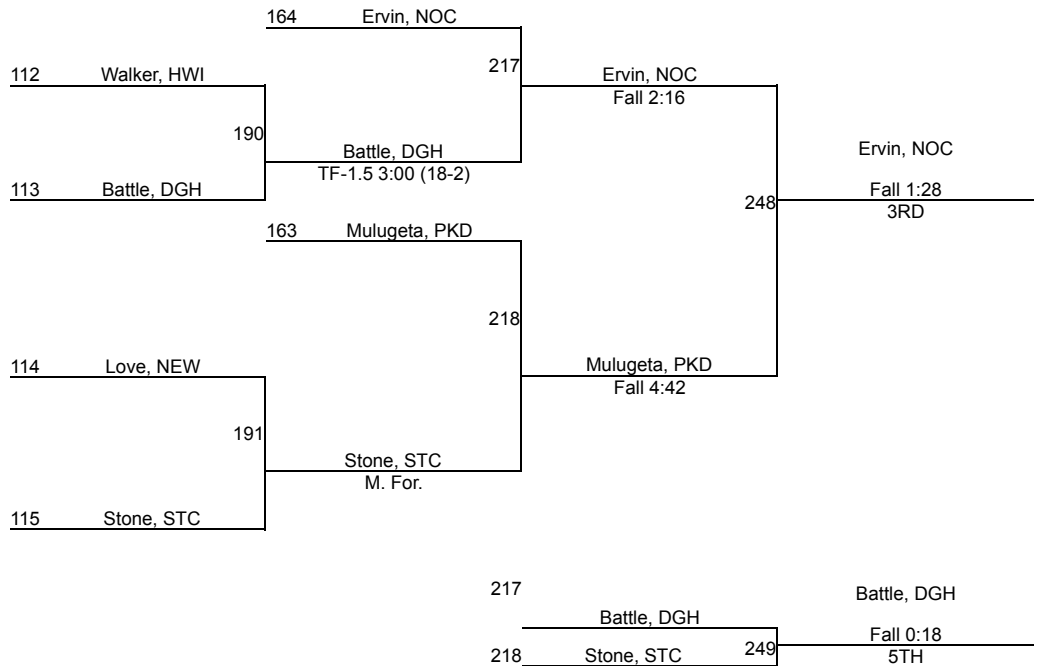 164 Ervin, NOC
217
112 Walker, HWI
Ervin, NOC
Fall 2:16
190
Battle, DGH
TF-1.5 3:00 (18-2)
Ervin, NOC
113 Battle, DGH
248
Fall 1:28
3RD
163 Mulugeta, PKD
218
114 Love, NEW
Mulugeta, PKD
Fall 4:42
191
Stone, STC
M. For.
115 Stone, STC
217
Battle, DGH
Battle, DGH
249
Fall 0:18
218 Stone, STC
5TH